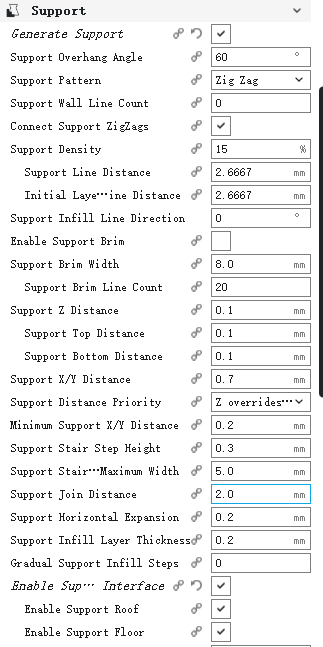 Support
Generate Support
Support Overhang Angle 60 °
Support Pattern Zig Zag
Support Wall Line Count 0
Connect Support ZigZags
Support Density 15 %
Support Line Distance 2.6667 mm
Initial Laye···ine Distance 2.6667 mm
Support Infill Line Direction 0 °
Enable Support Brim
Support Brim Width 8.0 mm
Support Brim Line Count 20
Support Z Distance 0.1 mm
Support Top Distance 0.1 mm
Support Bottom Distance 0.1 mm
Support X/Y Distance 0.7 mm
Support Distance Priority Z overrides···
Minimum Support X/Y Distance 0.2 mm
Support Stair Step Height 0.3 mm
Support Stair···Maximum Width 5.0 mm
Support Join Distance 2.0 mm
Support Horizontal Expansion 0.2 mm
Support Infill Layer Thickness 0.2 mm
Gradual Support Infill Steps 0
Enable Sup··· Interface
Enable Support Roof
Enable Support Floor